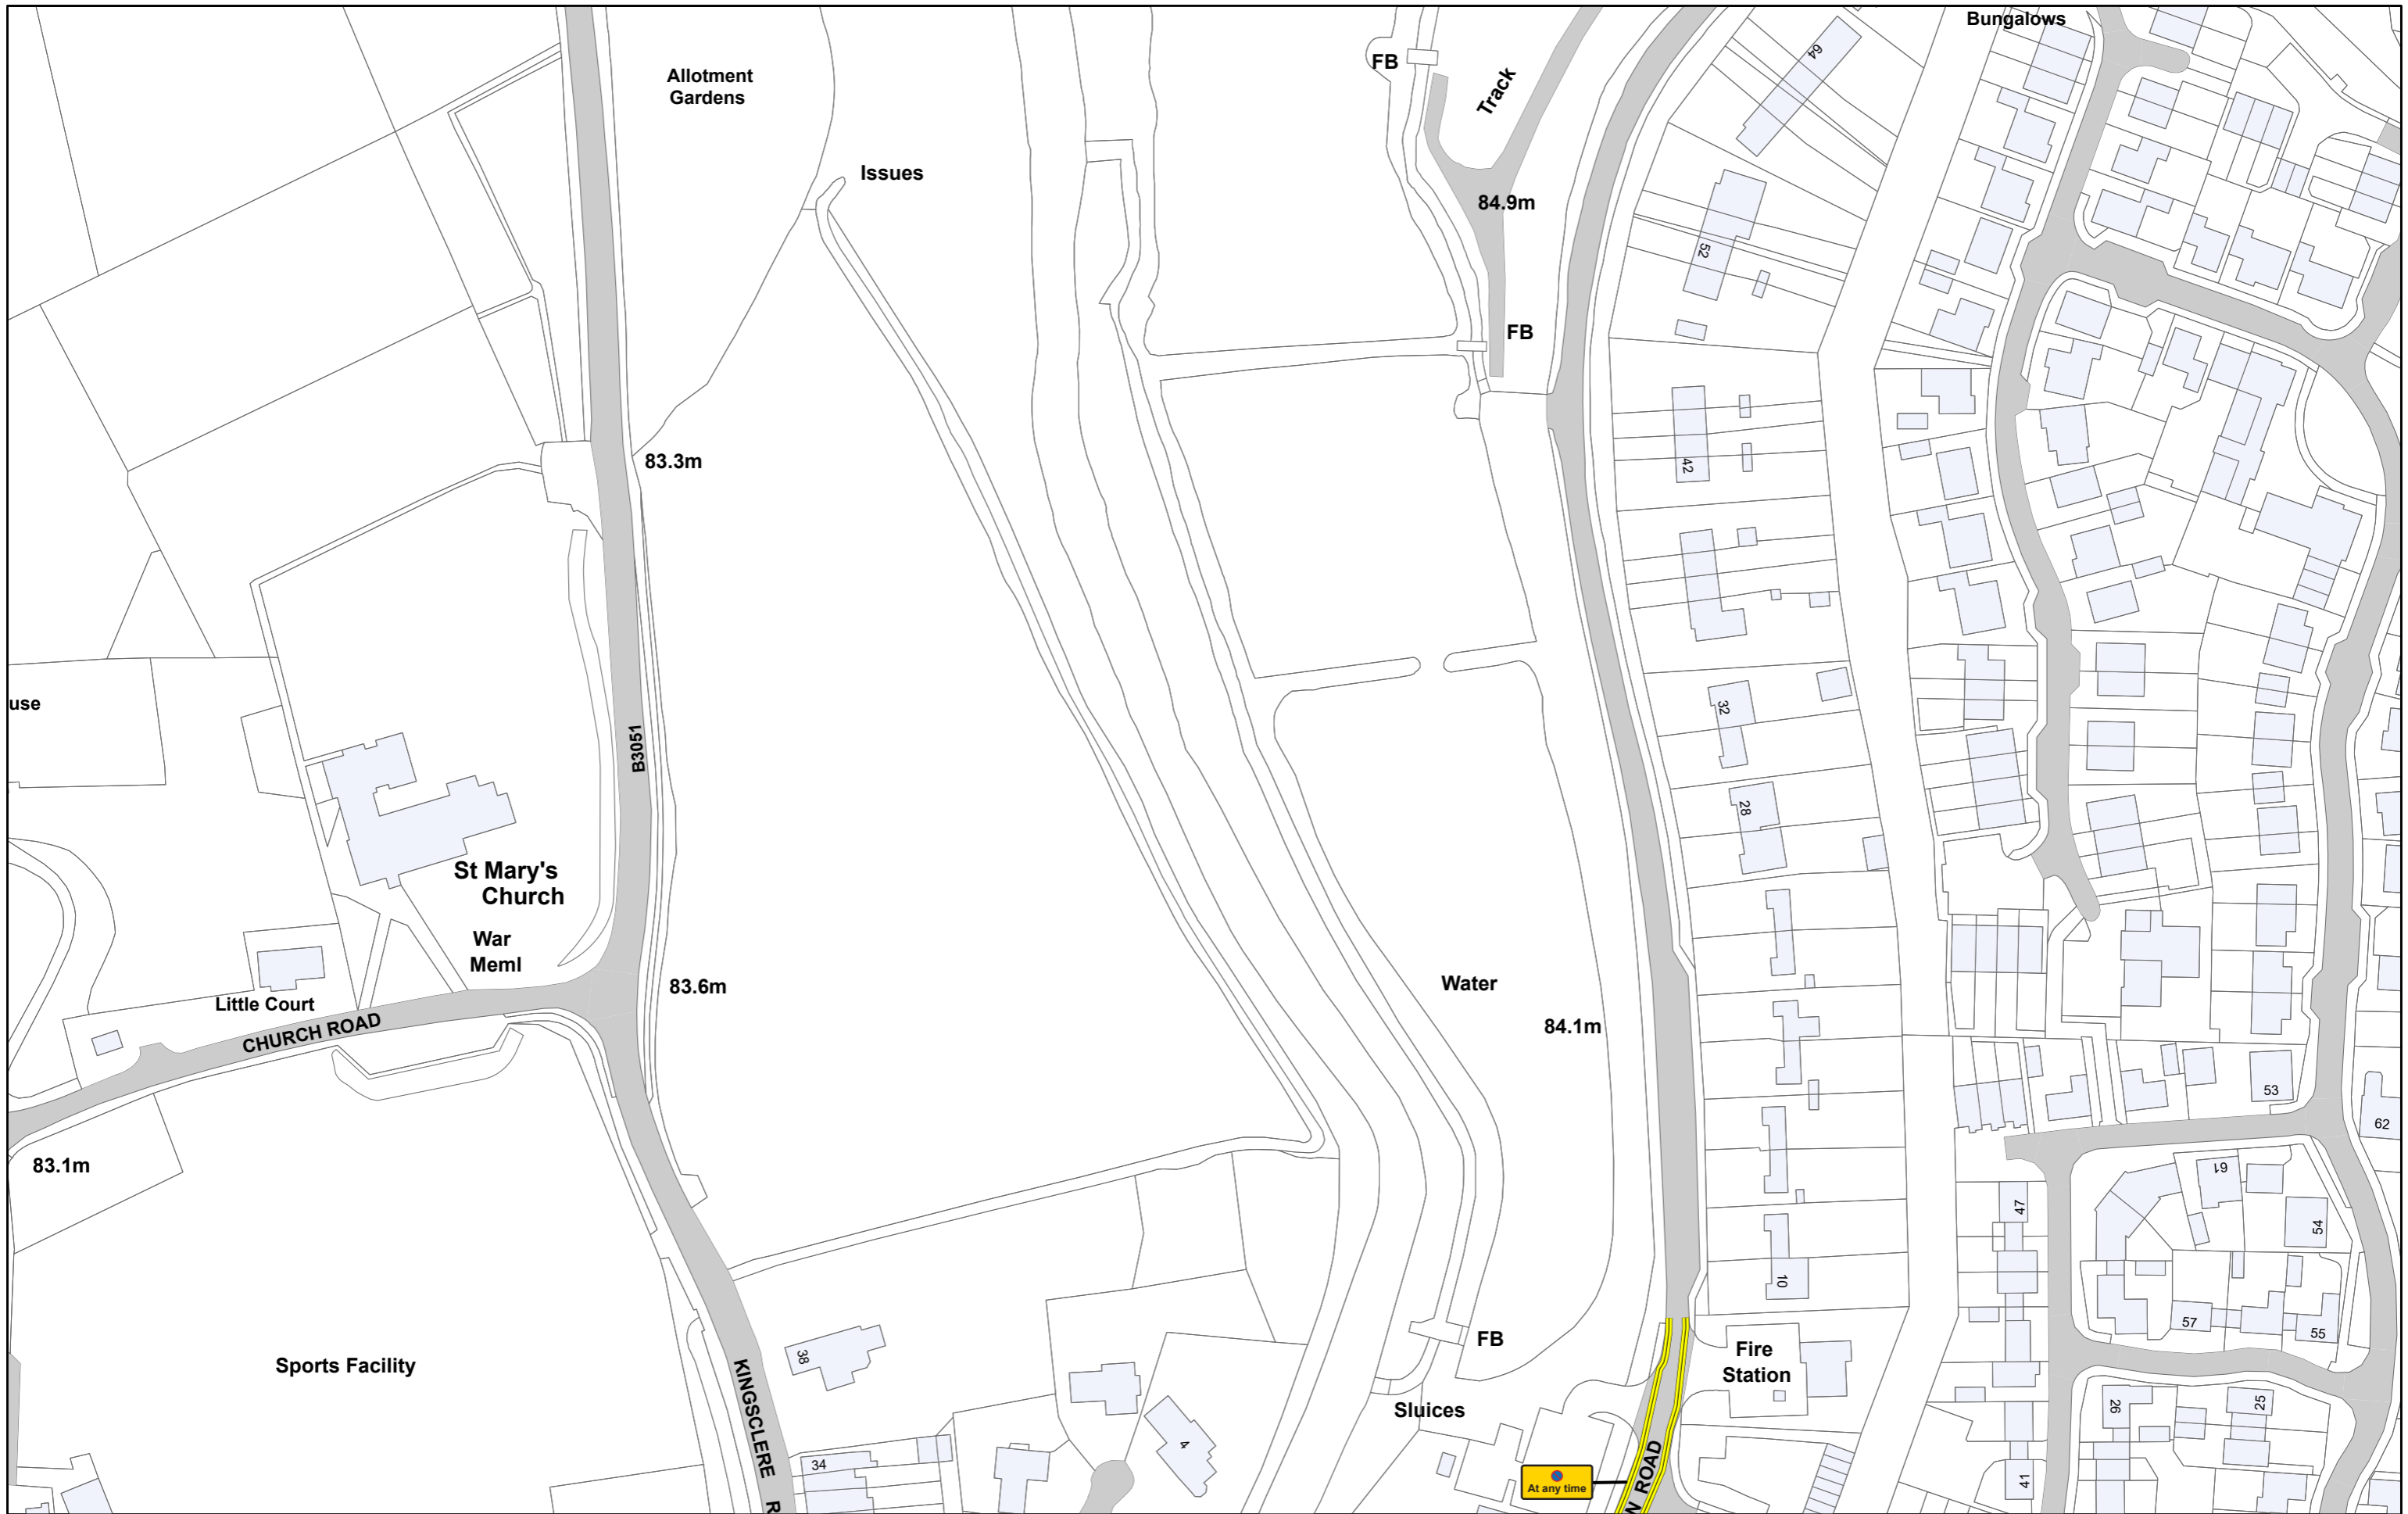 Bungalows
64
FB
Allotment
Gardens
Track
Issues
84.9m
52
FB
83.3m
42
use
32
B3051
28
St Mary's
Church
War
Meml
Water
83.6m
Little Court
84.1m
CHURCH ROAD
53
62
83.1m
61
47
54
10
57
55
FB
Fire
Station
38
Sports Facility
KINGSCLERE R
Sluices
25
26
4
34
41
At any time
N ROAD